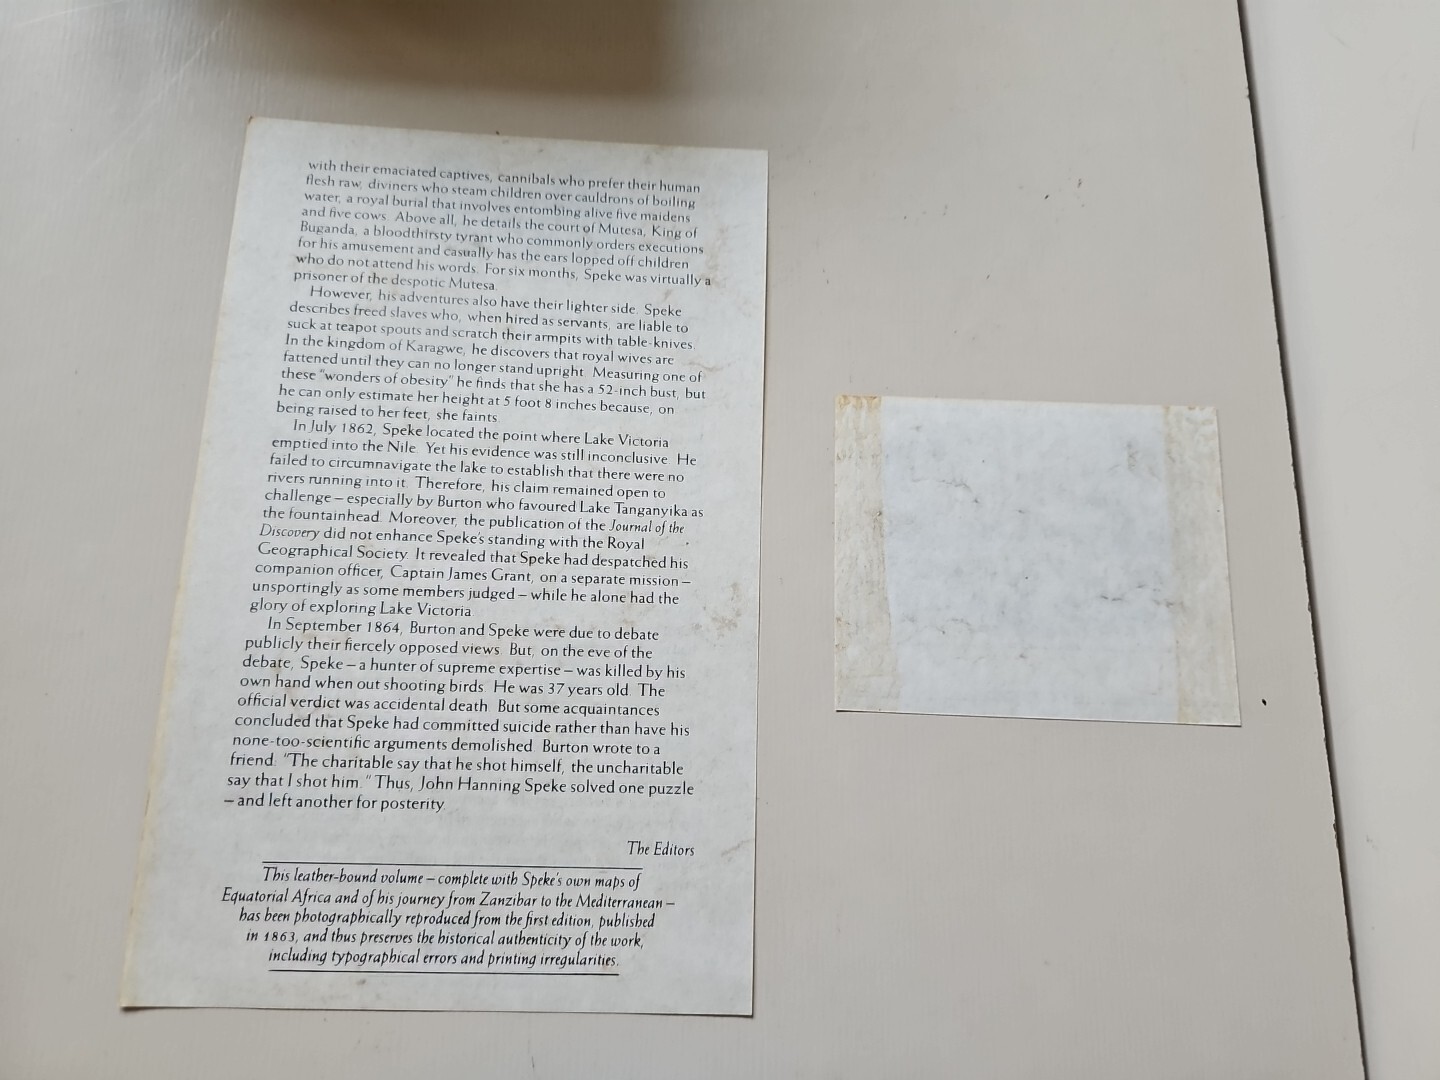 with their emaciated captives, cannibals who prefer their human
flesh raw, diviners who steam children over cauldrons of boiling
water, a royal burial that involves entombing alive five maidens
and five cows. Above all, he details the court of Mutesa, King of
Buganda, a bloodthirsty tyrant who commonly orders executions
for his amusement and casually has the ears lopped off children
who do not attend his words. For six months, Speke was virtually a
prisoner of the despotic Mutesa.
However, his adventures also have their lighter side. Speke
describes freed slaves who, when hired as servants, are liable to
suck at teapot spouts and scratch their armpits with table-knives.
In the kingdom of Karagwe, he discovers that royal wives are
fattened until they can no longer stand upright. Measuring one of
these "wonders of obesity" he finds that she has a 52-inch bust, but
he can only estimate her height at 5 foot 8 inches because, on
being raised to her feet, she faints.
In July 1862, Speke located the point where Lake Victoria
emptied into the Nile. Yet his evidence was still inconclusive. He
failed to circumnavigate the lake to establish that there were no
rivers running into it. Therefore, his claim remained open to
challenge – especially by Burton who favoured Lake Tanganyika as
the fountainhead. Moreover, the publication of the Journal of the
Discovery did not enhance Speke's standing with the Royal
Geographical Society. It revealed that Speke had despatched his
companion officer, Captain James Grant, on a separate mission –
unsportingly as some members judged – while he alone had the
glory of exploring Lake Victoria.
In September 1864, Burton and Speke were due to debate
publicly their fiercely opposed views. But, on the eve of the
debate, Speke – a hunter of supreme expertise – was killed by his
own hand when out shooting birds. He was 37 years old. The
official verdict was accidental death. But some acquaintances
concluded that Speke had committed suicide rather than have his
none-too-scientific arguments demolished. Burton wrote to a
friend. "The charitable say that he shot himself, the uncharitable
say that I shot him." Thus, John Hanning Speke solved one puzzle
– and left another for posterity.
The Editors
This leather-bound volume – complete with Speke's own maps of
Equatorial Africa and of his journey from Zanzibar to the Mediterranean –
has been photographically reproduced from the first edition, published
in 1863, and thus preserves the historical authenticity of the work,
including typographical errors and printing irregularities.